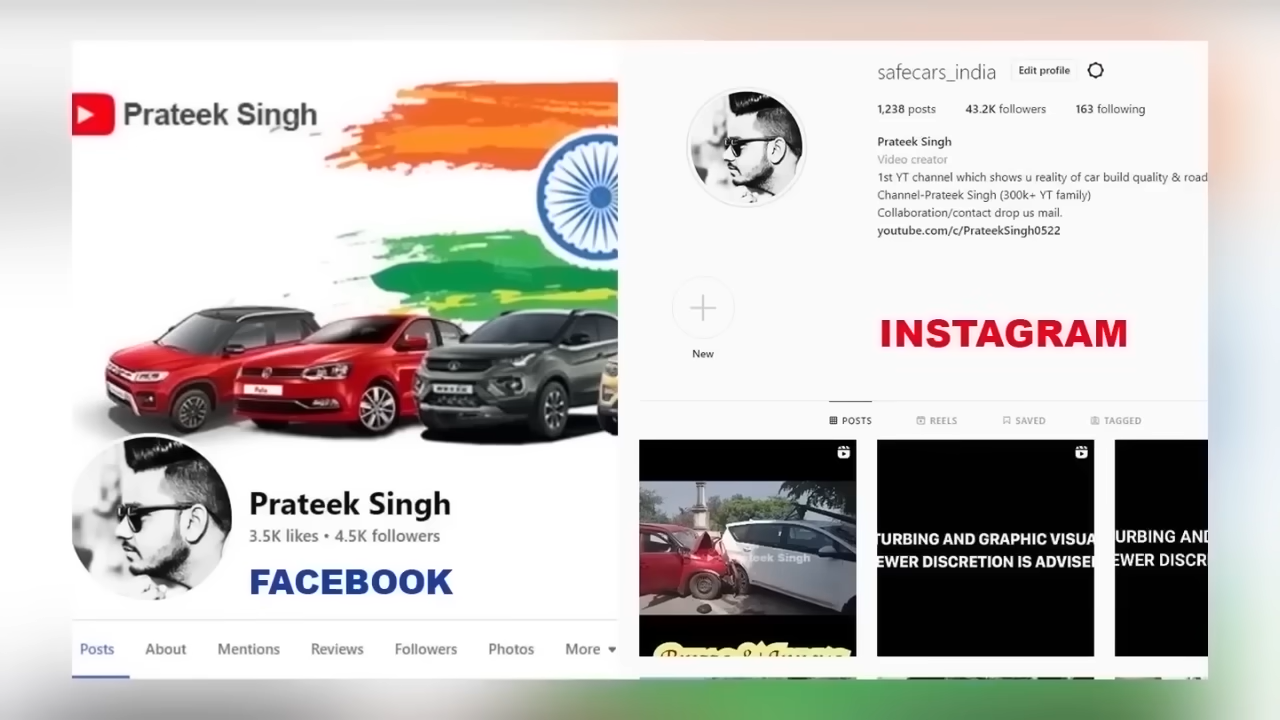 Prateek Singh
Polo
Prateek Singh
3.5K likes • 4.5K followers
FACEBOOK
Posts About Mentions Reviews Followers Photos More
safecars_india Edit profile
1,238 posts 43.2K followers 163 following
Prateek Singh
Video creator
1st YT channel which shows u reality of car build quality & road
Channel-Prateek Singh (300k+ YT family)
Collaboration/contact drop us mail.
youtube.com/c/PrateekSingh0522
INSTAGRAM
New
POSTS REELS SAVED TAGGED
Singh
TURBING AND GRAPHIC VISUA
EWER DISCRETION IS ADVISE
URBING AND
EWER DISCR